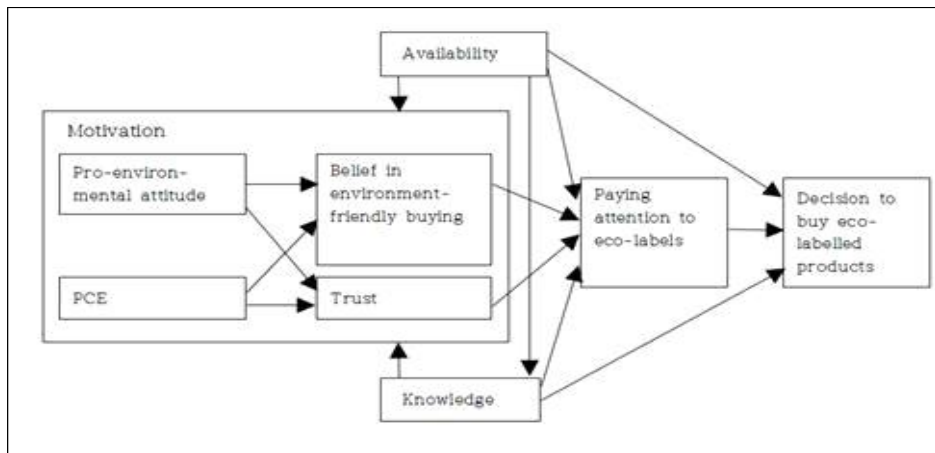 Availability
Motivation
Pro-environ-
mental attitude
Belief in
environment-
friendly buying
PCE
Trust
Paying
attention to
eco-labels
Decision to
buy eco-
labelled
products
Knowledge